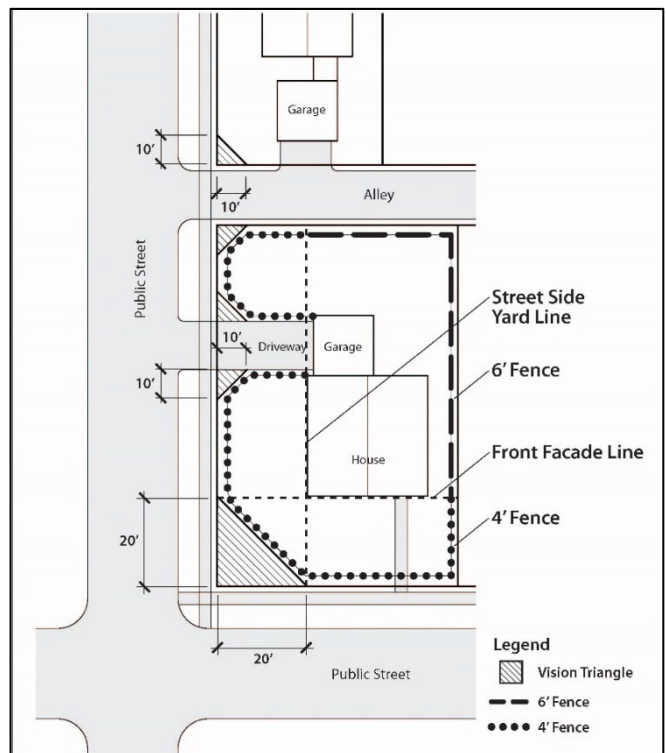 Garage
10'
10'
Alley
Public Street
Street Side
Yard Line
10'
Driveway
Garage
6' Fence
10'
House
Front Facade Line
4' Fence
20'
20'
Public Street
Legend
Vision Triangle
6' Fence
4' Fence